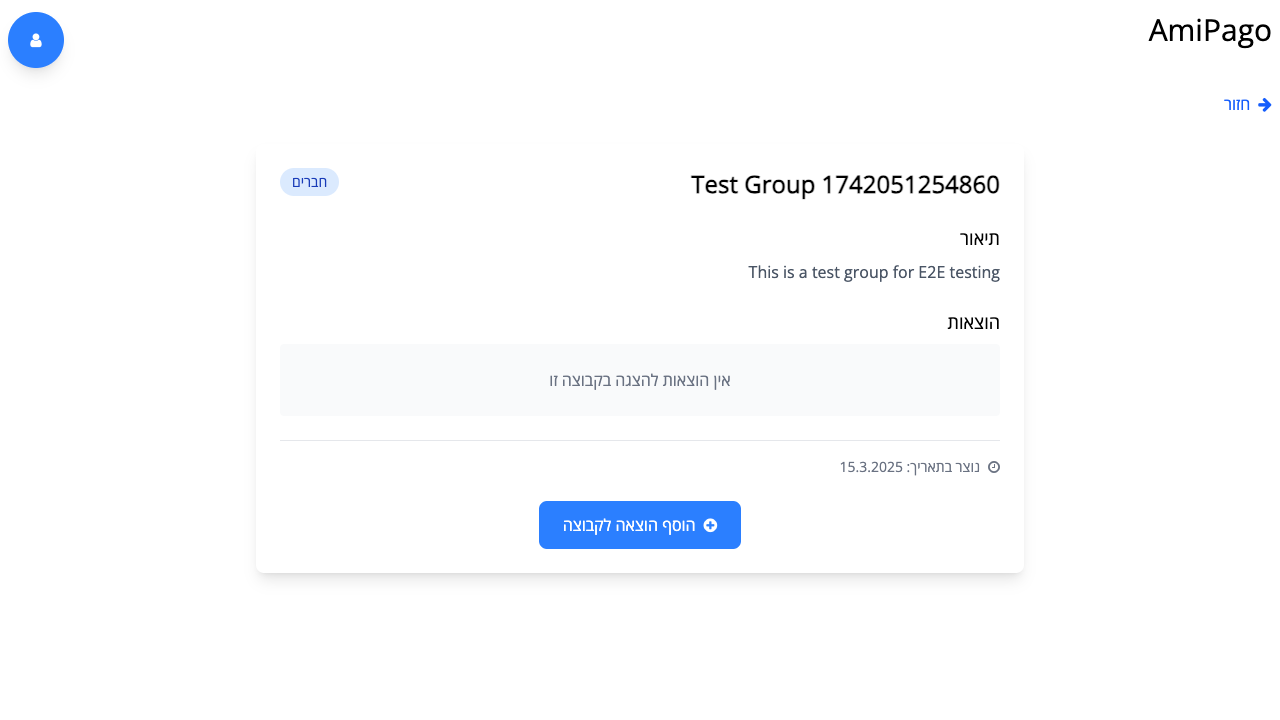 AmiPago
חזור
Test Group 1742051254860
חברים
תיאור
This is a test group for E2E testing
הוצאות
אין הוצאות להצגה בקבוצה זו
נוצר בתאריך: 15.3.2025
הוסף הוצאה לקבוצה